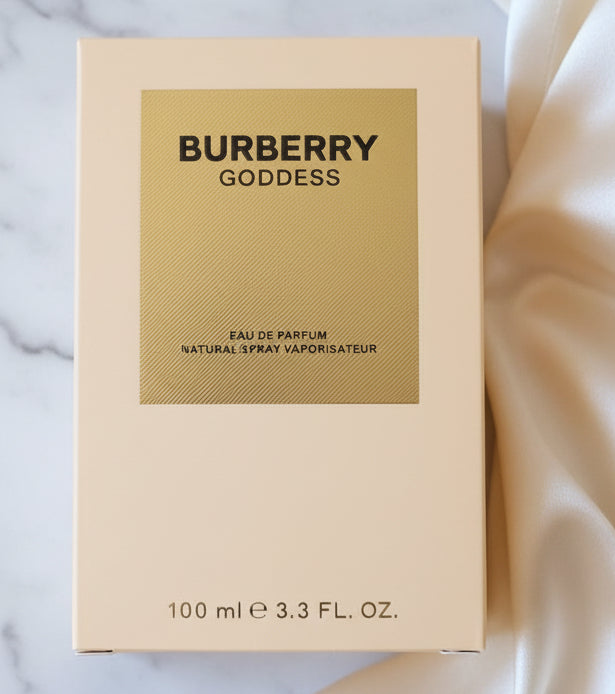 BURBERRY
GODDESS
EAU DE PARFUM
NATURAL SPRAY VAPORISATEUR
100 ml ℮ 3.3 FL. OZ.